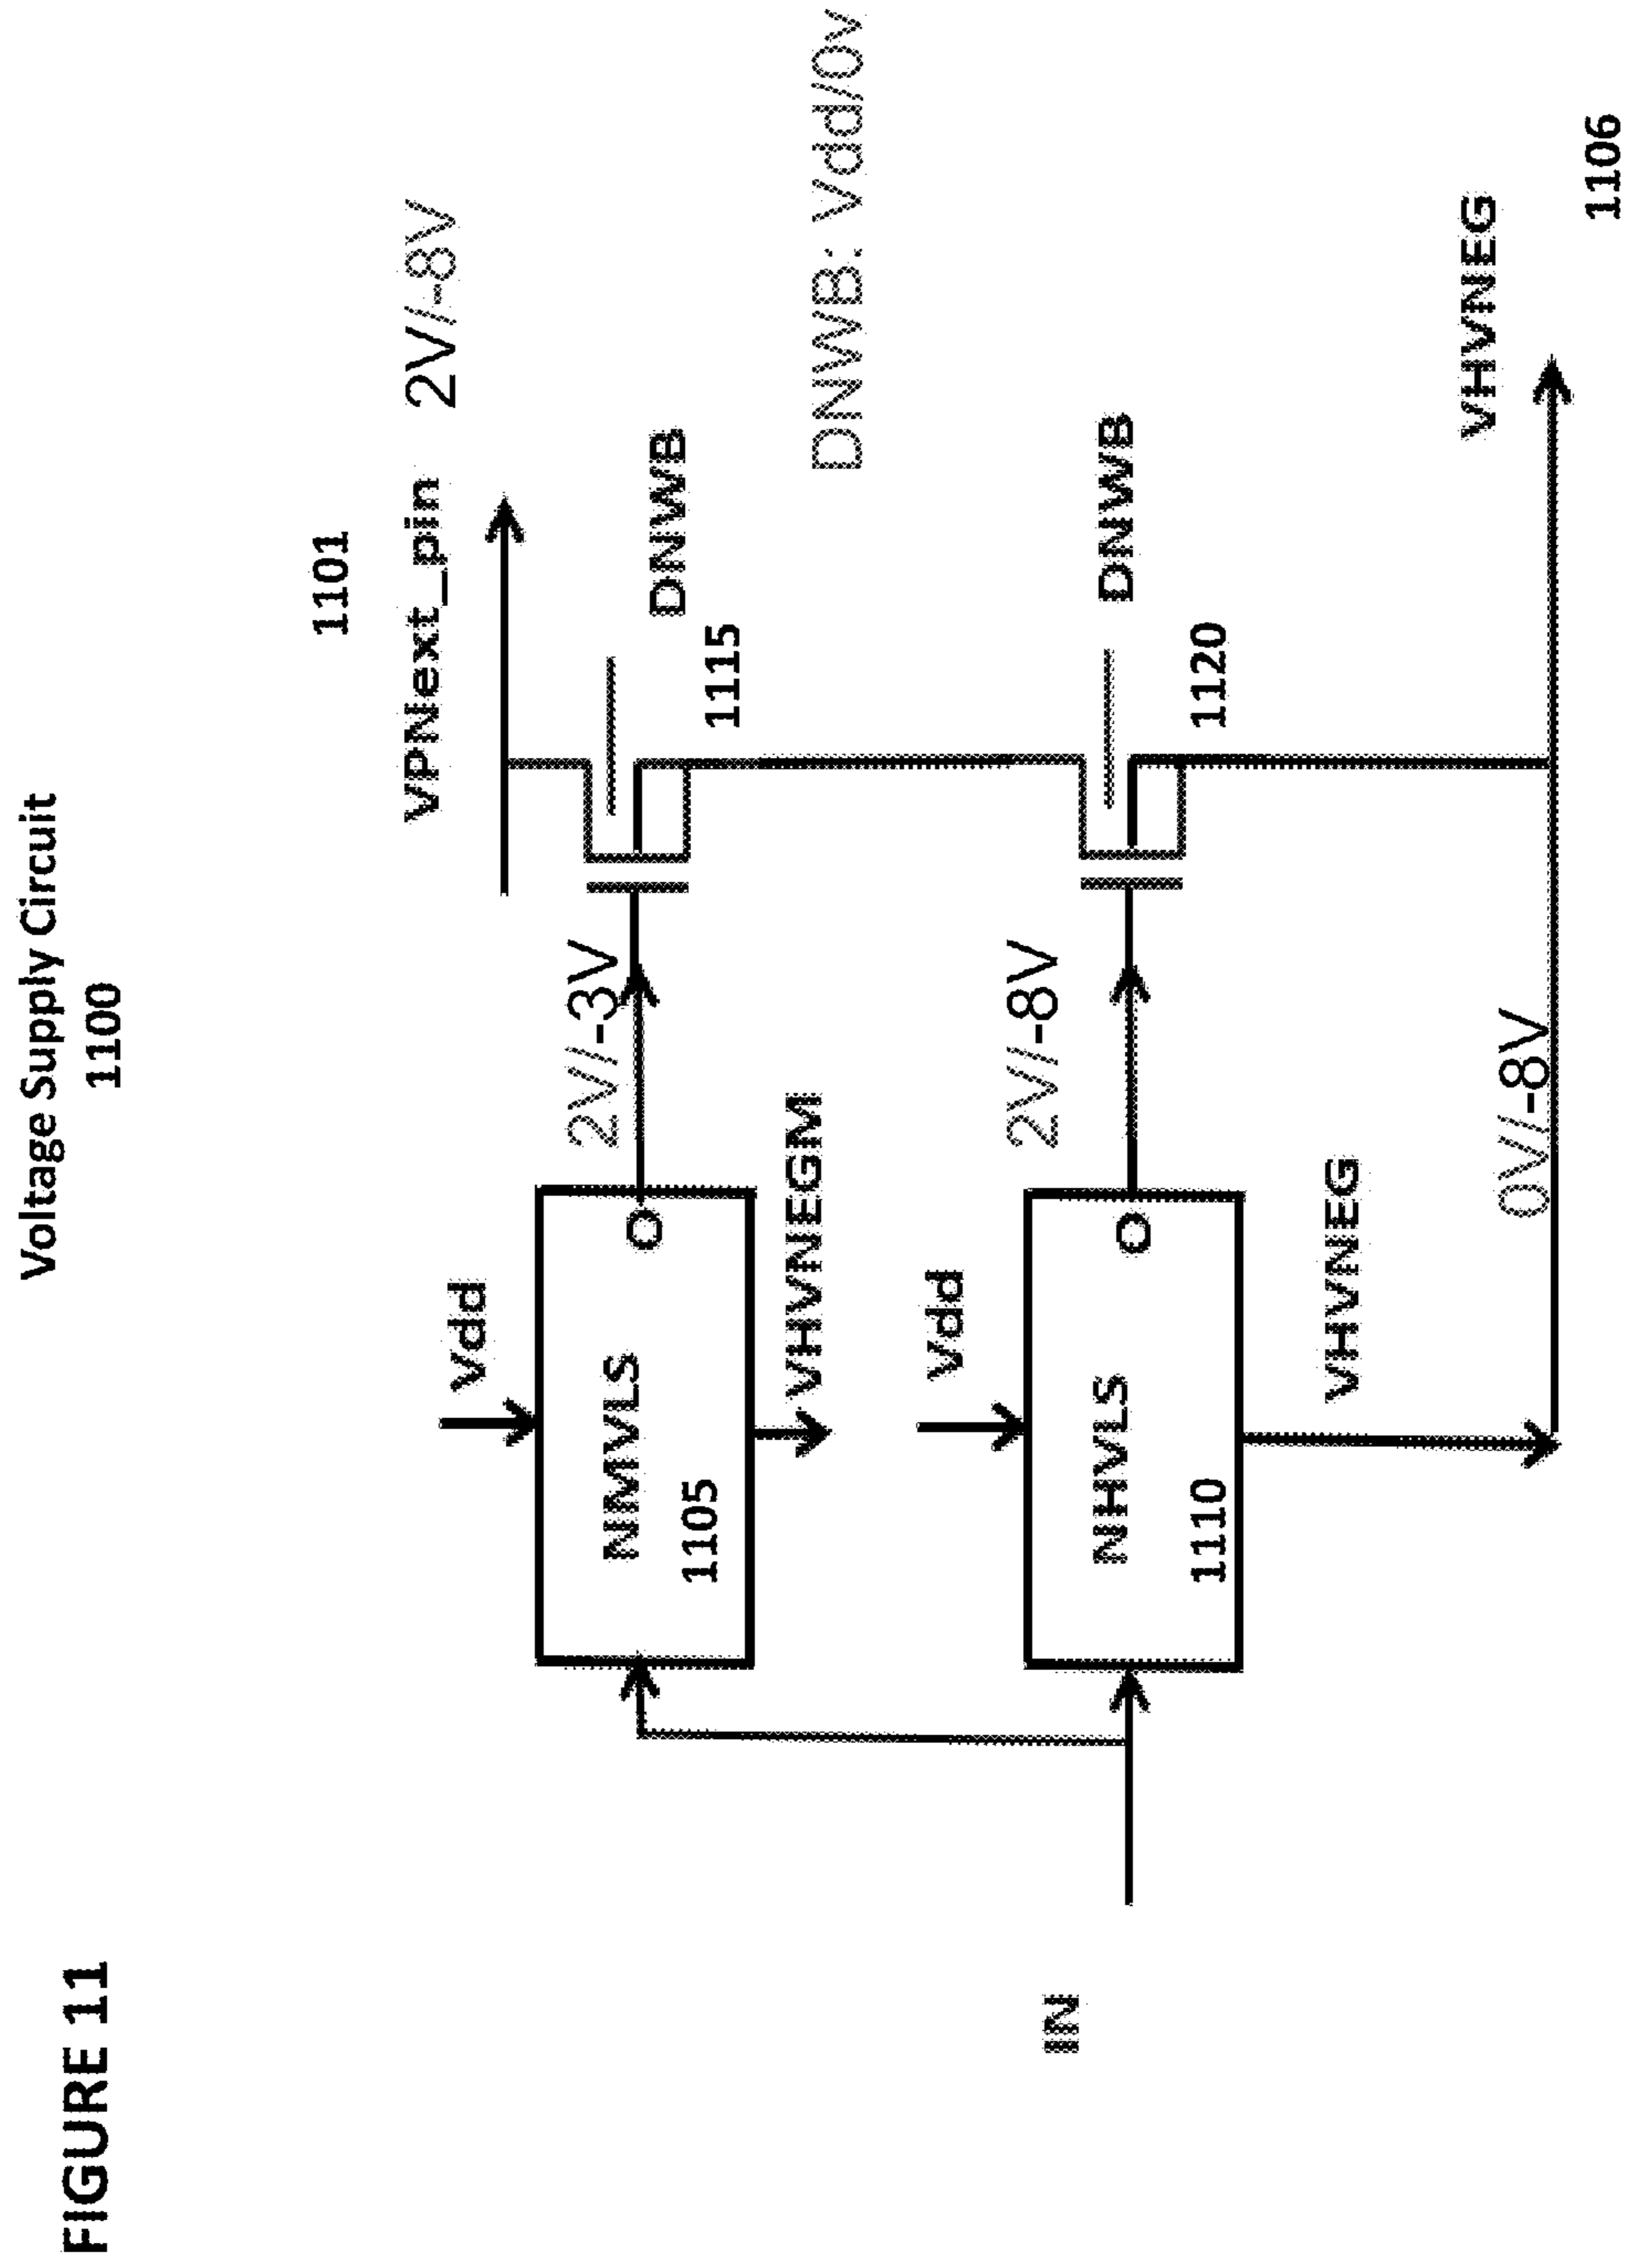 FIGURE 11
Voltage Supply Circuit
1100
1101
VPNext_pin 2V/-8V
Vdd
NMVLS
1105
O
2V/-3V
DNWB
1115
VHVNEGM
DNWB: Vdd/0v
Vdd
IN
NHVLS
1110
O
2V/-8V
DNWB
1120
VHVNEG
0V/-8V
VHVNEG
1106